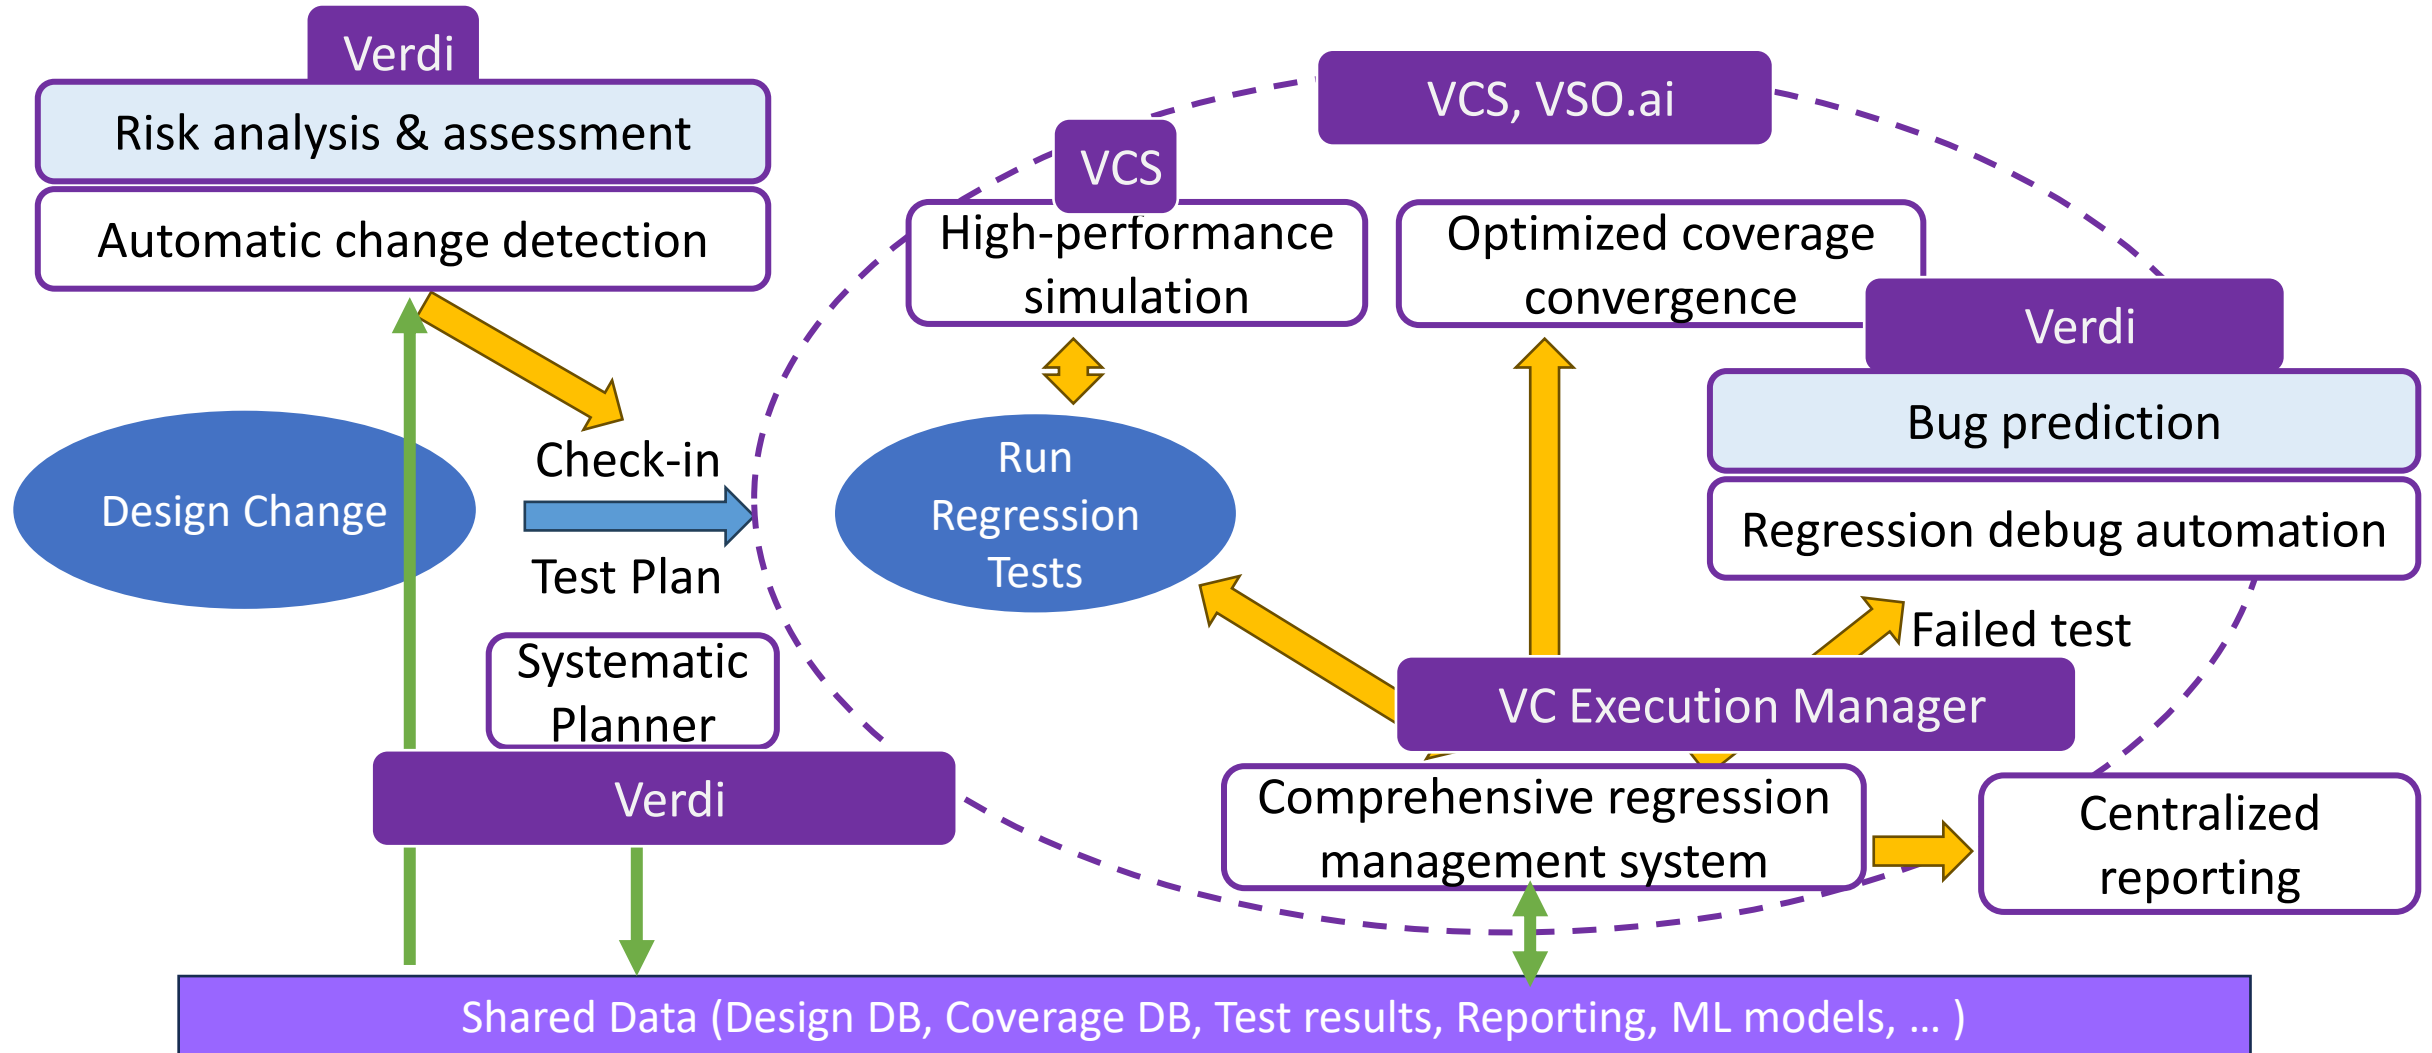 Verdi
Risk analysis & assessment
Automatic change detection
Design Change
Check-in
Test Plan
Systematic
Planner
Verdi
VCS, VSO.ai
VCS
High-performance
simulation
Optimized coverage
convergence
Verdi
Bug prediction
Regression debug automation
Run
Regression
Tests
Failed test
VC Execution Manager
Comprehensive regression
management system
Centralized
reporting
Shared Data (Design DB, Coverage DB, Test results, Reporting, ML models, ... )